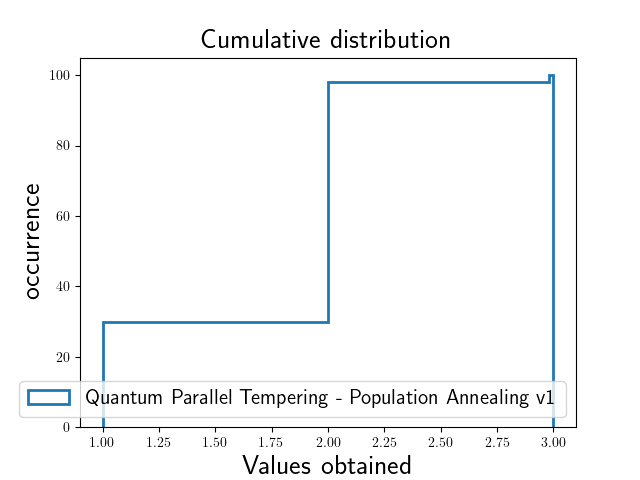 Cumulative distribution
occurrence
100
80
60
40
20
0
Quantum Parallel Tempering - Population Annealing v1
1.00 1.25 1.50 1.75 2.00 2.25 2.50 2.75 3.00
Values obtained